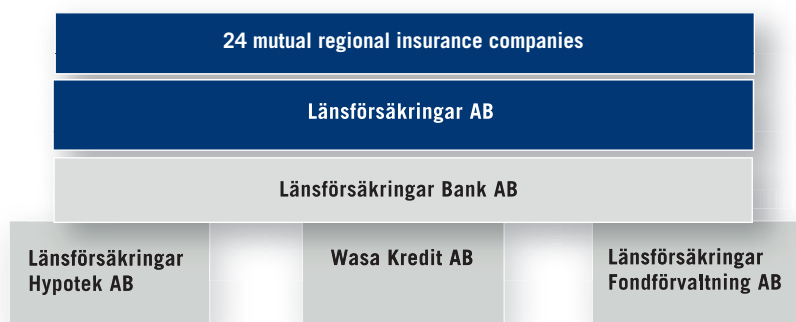 24 mutual regional insurance companies
Länsförsäkringar AB
Länsförsäkringar Bank AB
Länsförsäkringar
Hypotek AB
Wasa Kredit AB
Länsförsäkringar
Fondförvaltning AB